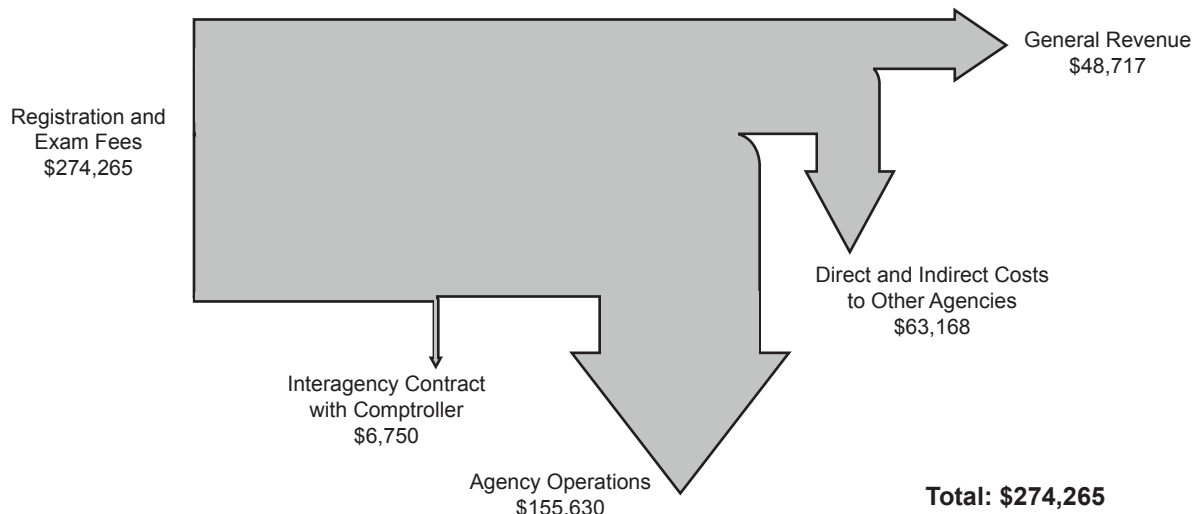 General Revenue
$48,717
Registration and
Exam Fees
$274,265
Direct and Indirect Costs
to Other Agencies
$63,168
Interagency Contract
with Comptroller
$6,750
Agency Operations
$155,630
Total: $274,265